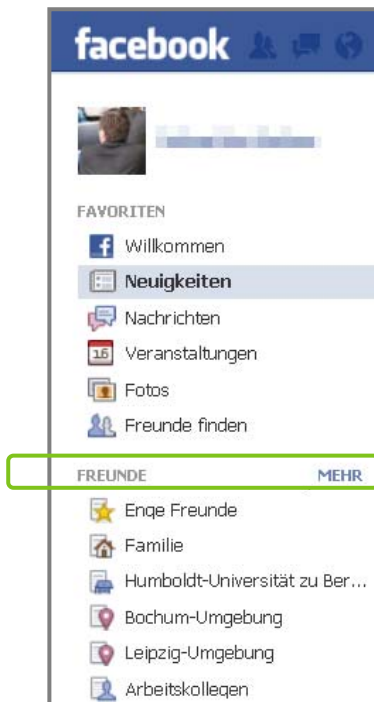 facebook
FAVORITEN
Willkommen
Neuigkeiten
Nachrichten
16 Veranstaltungen
Fotos
Freunde finden
FREUNDE MEHR
Enge Freunde
Familie
Humboldt-Universität zu Ber...
Bochum-Umgebung
Leipzig-Umgebung
Arbeitskollegen